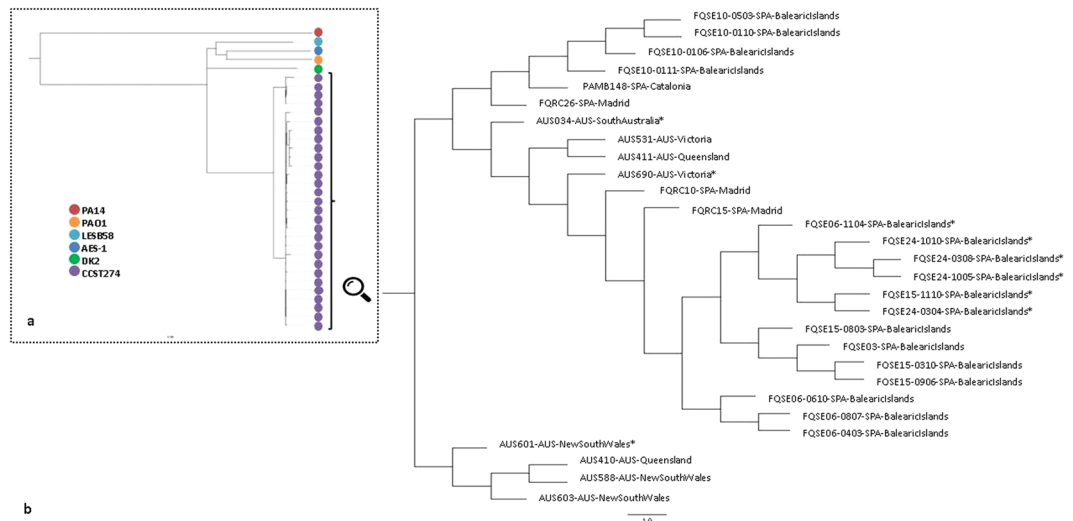 PA14
PAO1
LESB58
AES-1
DK2
CCST274
a
FQSE10-0503-SPA-BalearicIslands
FQSE10-0110-SPA-BalearicIslands
FQSE10-0106-SPA-BalearicIslands
FQSE10-0111-SPA-BalearicIslands
PAMB148-SPA-Catalonia
FQRC26-SPA-Madrid
AUS034-AUS-SouthAustralia*
AUS531-AUS-Victoria
AUS411-AUS-Queensland
AUS690-AUS-Victoria*
FQRC10-SPA-Madrid
FQRC15-SPA-Madrid
FQSE06-1104-SPA-BalearicIslands*
FQSE24-1010-SPA-BalearicIslands*
FQSE24-0308-SPA-BalearicIslands*
FQSE24-1005-SPA-BalearicIslands*
FQSE15-1110-SPA-BalearicIslands*
FQSE24-0304-SPA-BalearicIslands*
FQSE15-0803-SPA-BalearicIslands
FQSE03-SPA-BalearicIslands
FQSE15-0310-SPA-BalearicIslands
FQSE15-0906-SPA-BalearicIslands
FQSE06-0610-SPA-BalearicIslands
FQSE06-0807-SPA-BalearicIslands
FQSE06-0403-SPA-BalearicIslands
AUS601-AUS-NewSouthWales*
AUS410-AUS-Queensland
AUS588-AUS-NewSouthWales
AUS603-AUS-NewSouthWales
b